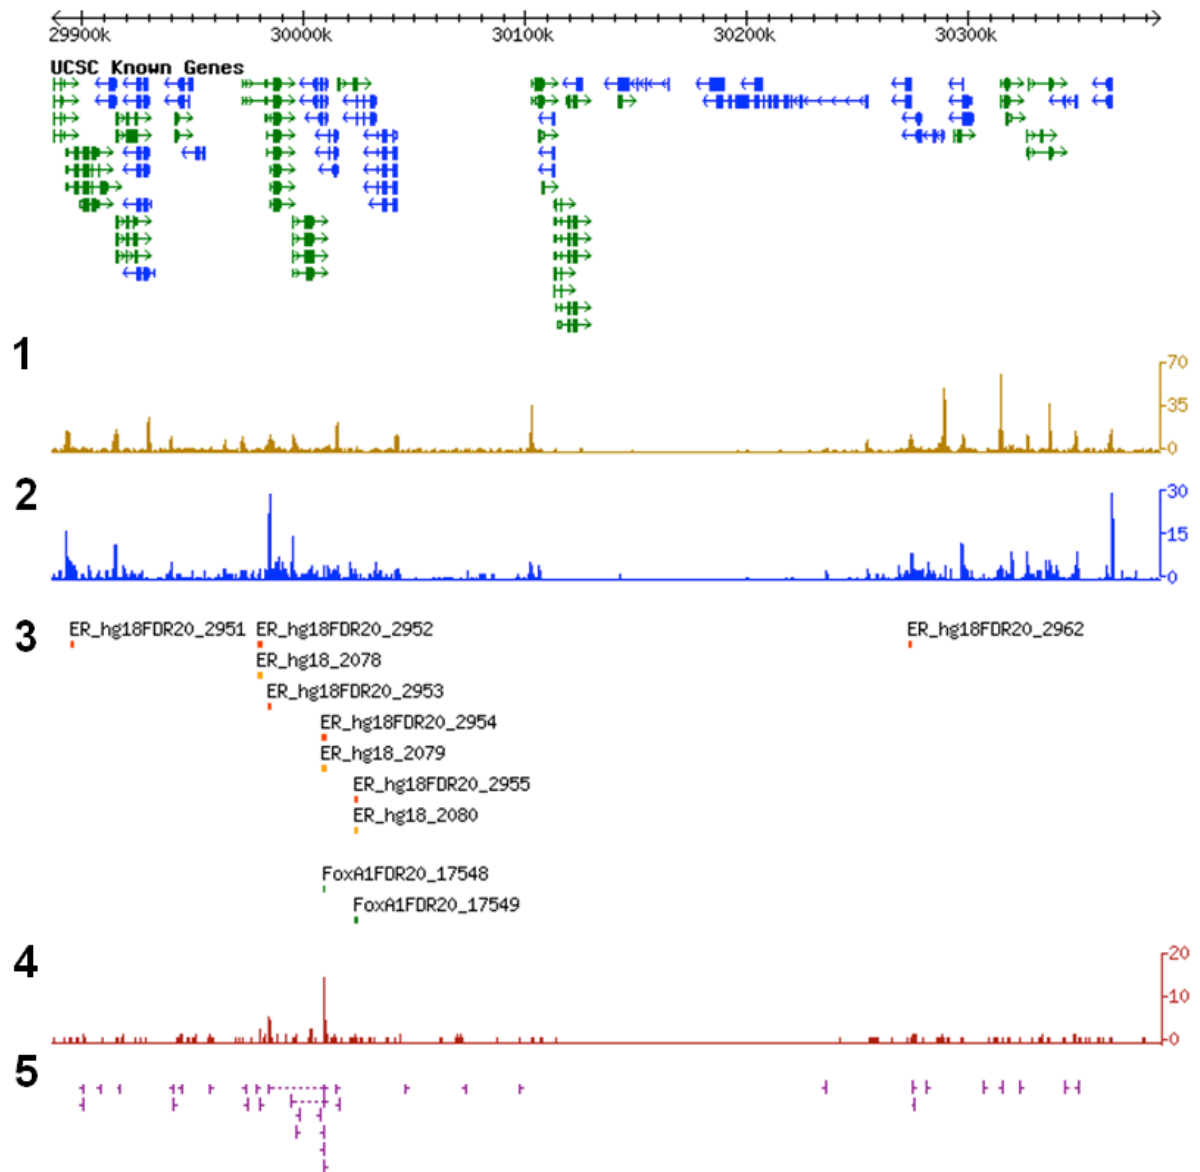 29900k 30000k 30100k 30200k 30300k
UCSC Known Genes
1
70
35
0
2
30
15
0
3
ER_hg18FDR20_2951 ER_hg18FDR20_2952 ER_hg18FDR20_2962
ER_hg18_2078
ER_hg18FDR20_2953
ER_hg18FDR20_2954
ER_hg18_2079
ER_hg18FDR20_2955
ER_hg18_2080
FoxA1FDR20_17548
FoxA1FDR20_17549
4
20
10
0
5